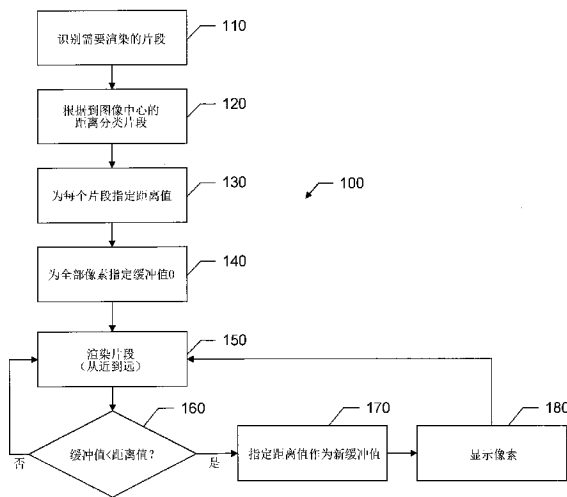 识别需要渲染的片段
110
根据到图像中心的
距离分类片段
120
为每个片段指定距离值
130
100
为全部像素指定缓冲值0
140
渲染片段
(从近到远)
150
缓冲值<距离值?
160
否
是
指定距离值作为新缓冲值
170
显示像素
180